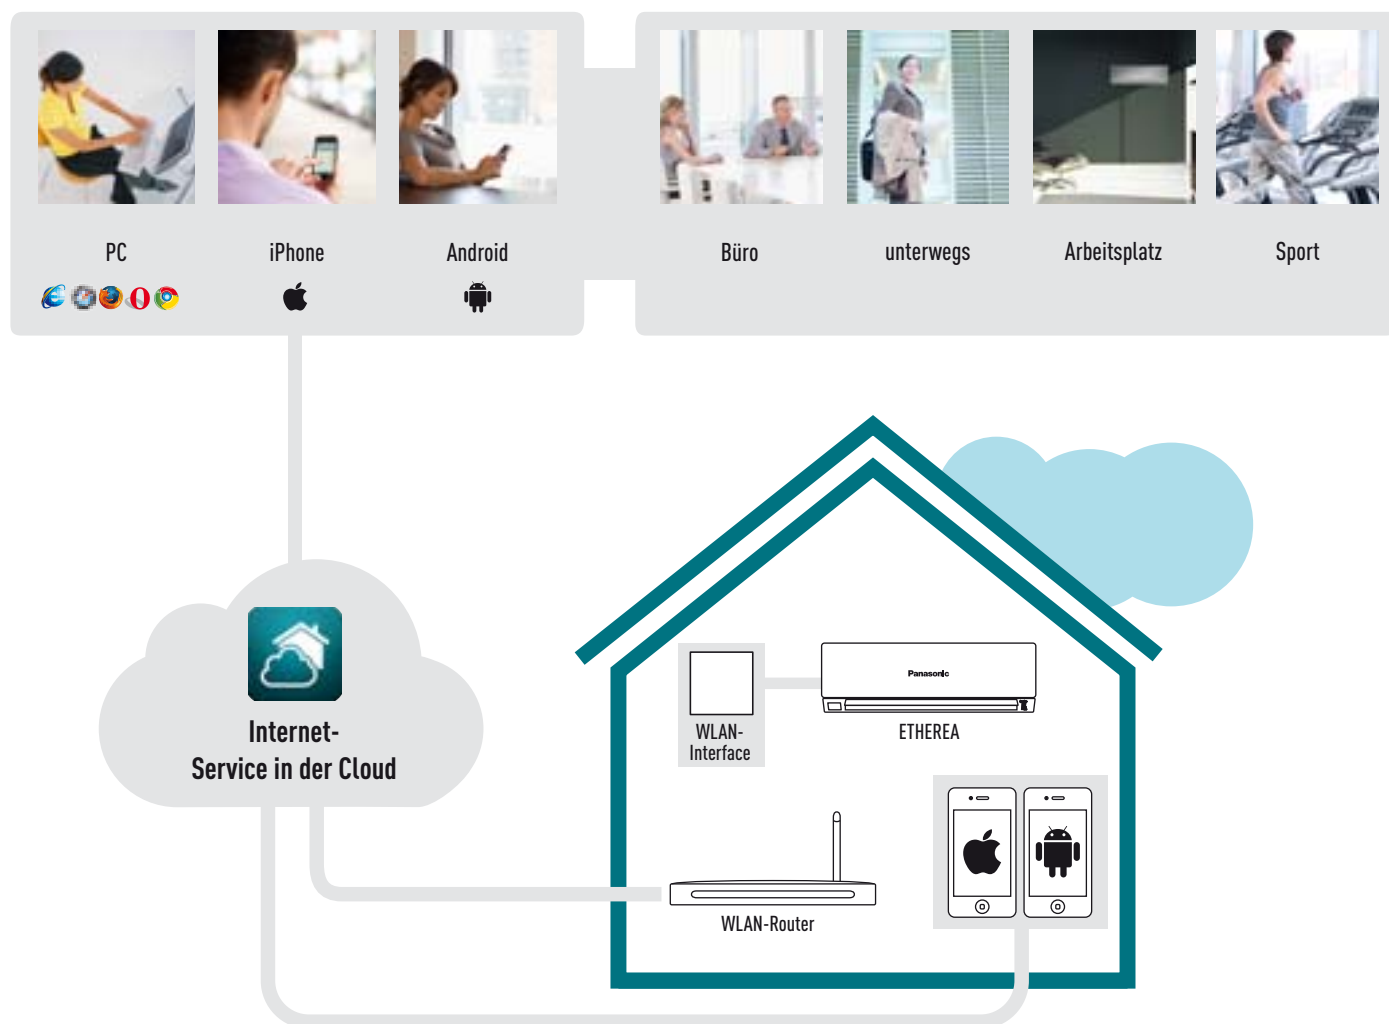 PC
iPhone
Android
Büro
unterwegs
Arbeitsplatz
Sport
Internet-
Service in der Cloud
Panasonic
WLAN-
Interface
ETHEREA
WLAN-Router